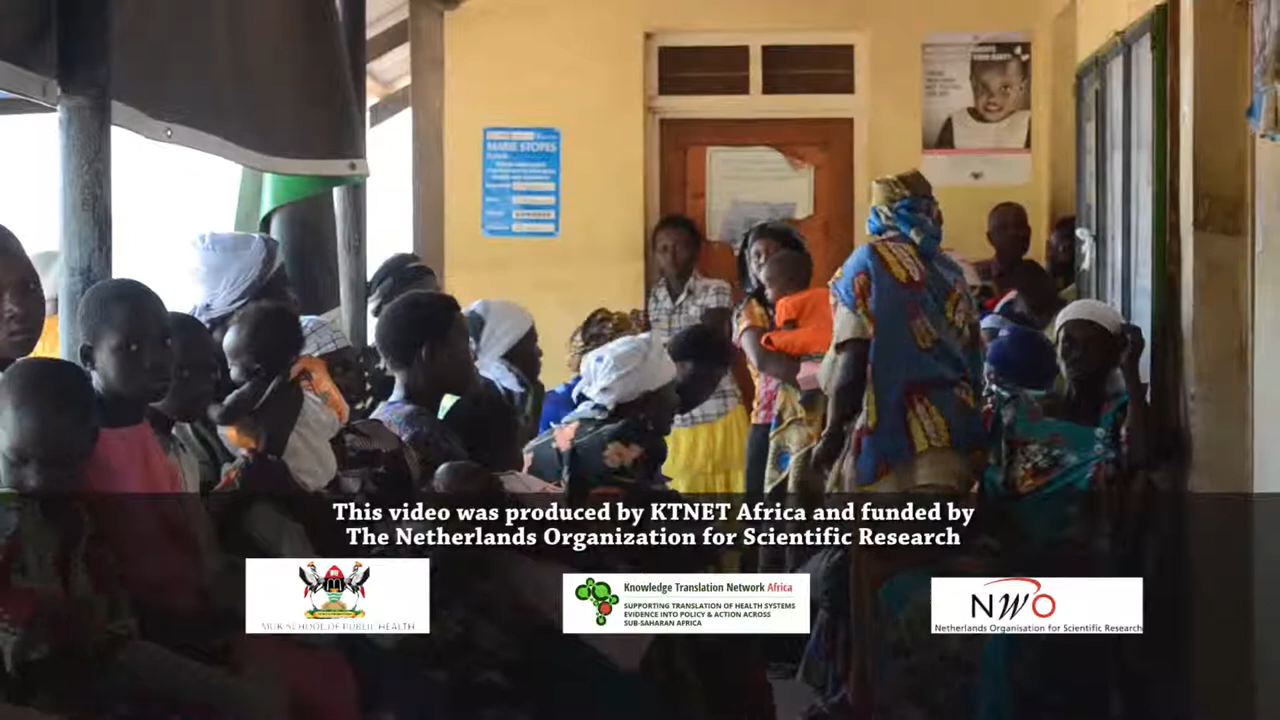 MARIE STOPES
This video was produced by KTNET Africa and funded by
The Netherlands Organization for Scientific Research
MUK SCHOOL OF PUBLIC HEALTH
Knowledge Translation Network Africa
SUPPORTING TRANSLATION OF HEALTH SYSTEMS
EVIDENCE INTO POLICY & ACTION ACROSS
SUB-SAHARAN AFRICA
NWO
Netherlands Organisation for Scientific Research